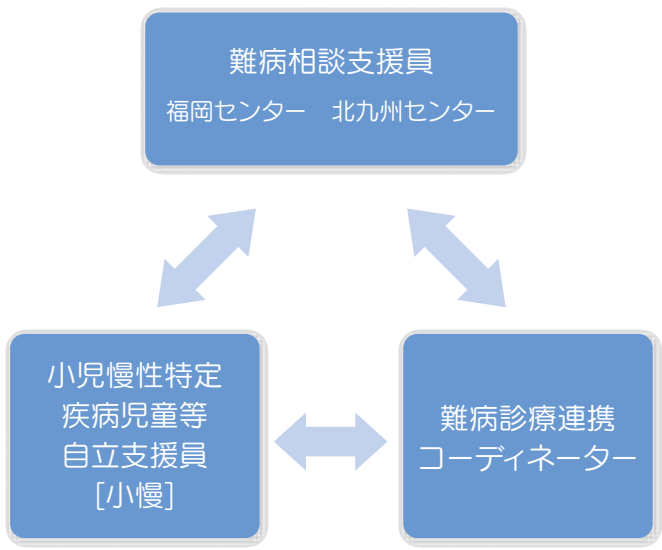 難病相談支援員
福岡センター　北九州センター
小児慢性特定
疾病児童等
自立支援員
[小慢]
難病診療連携
コーディネーター